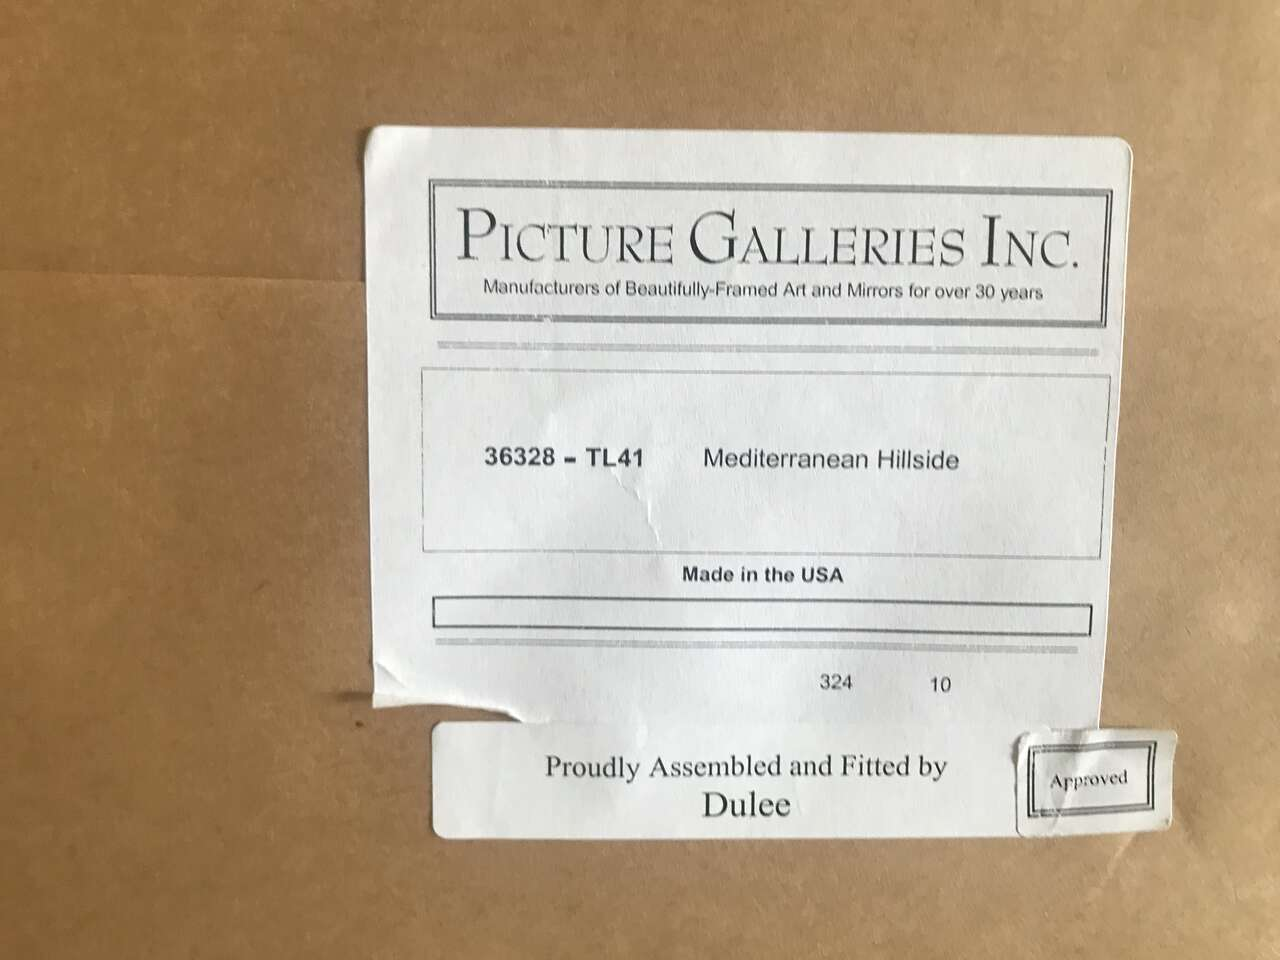 PICTURE GALLERIES INC.
Manufacturers of Beautifully-Framed Art and Mirrors for over 30 years
36328 - TL41 Mediterranean Hillside
Made in the USA
324 10
Proudly Assembled and Fitted by
Dulee
Approved